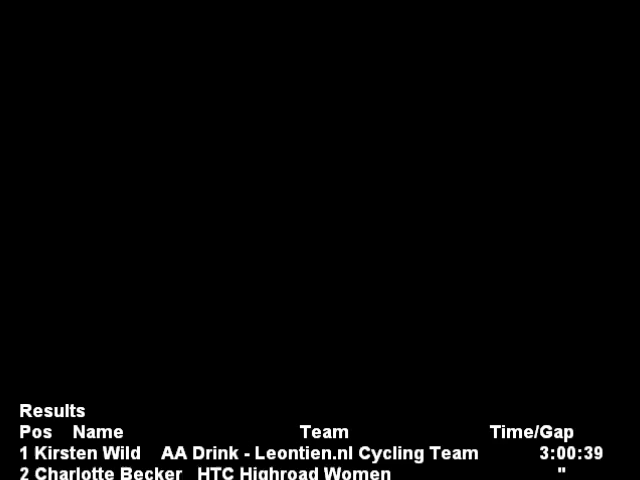 Results
Pos Name Team Time/Gap
1 Kirsten Wild AA Drink - Leontien.nl Cycling Team 3:00:39
2 Charlotte Becker HTC Highroad Women "